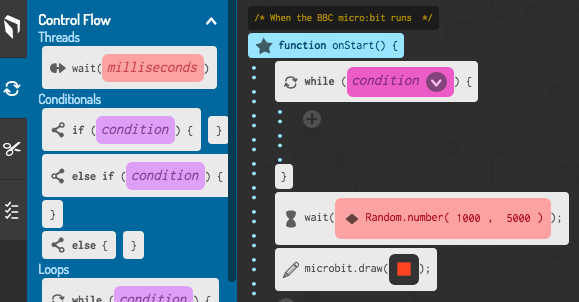 Control Flow
Threads
wait( milliseconds )
Conditionals
if ( condition ) { }
else if ( condition ) {
}
else { }
Loops
while ( condition ) {
/* When the BBC micro:bit runs */
function onStart() {
while ( condition ) {
}
wait( Random.number( 1000 , 5000 ) );
microbit.draw( );